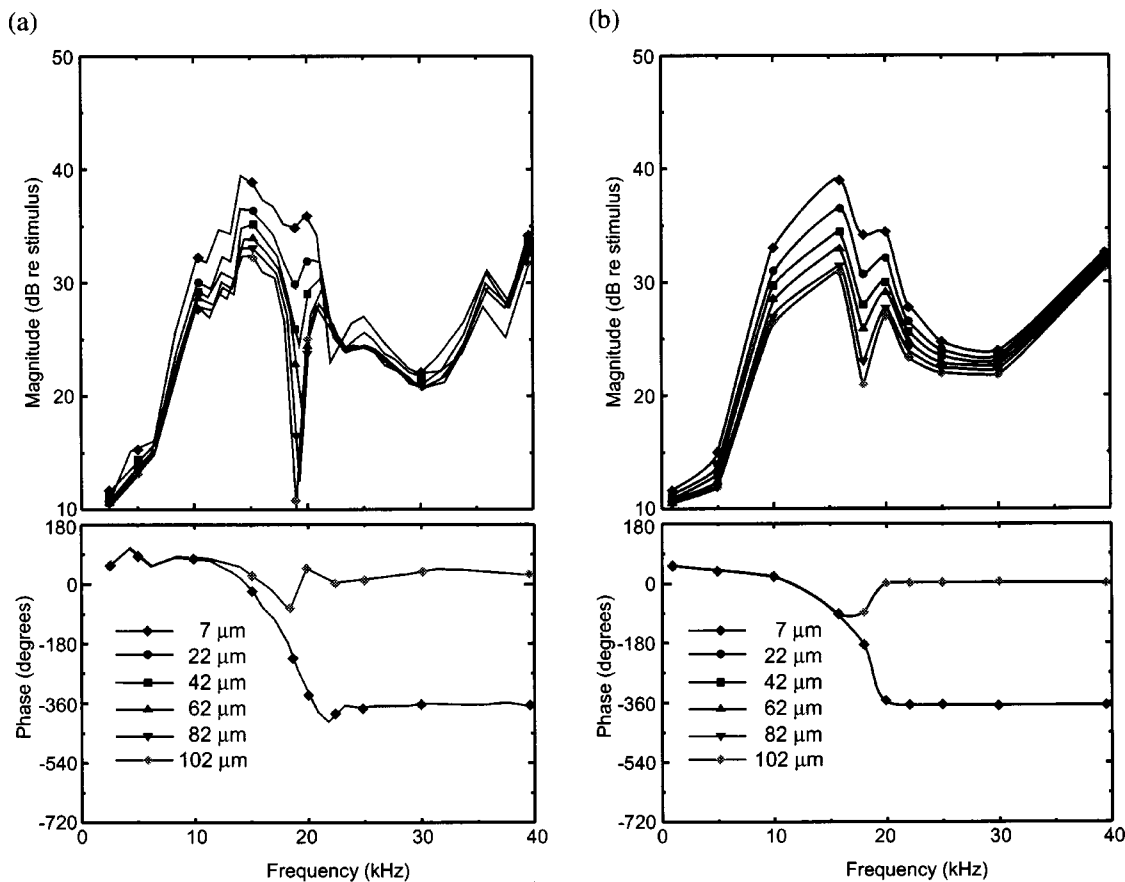 (a)
50
40
30
20
10
Magnitude (dB re stimulus)
180
0
-180
-360
-540
-720
Phase (degrees)
7 μm
22 μm
42 μm
62 μm
82 μm
102 μm
0
10
20
30
40
Frequency (kHz)
(b)
50
40
30
20
10
Magnitude (dB re stimulus)
180
0
-180
-360
-540
-720
Phase (degrees)
7 μm
22 μm
42 μm
62 μm
82 μm
102 μm
0
10
20
30
40
Frequency (kHz)